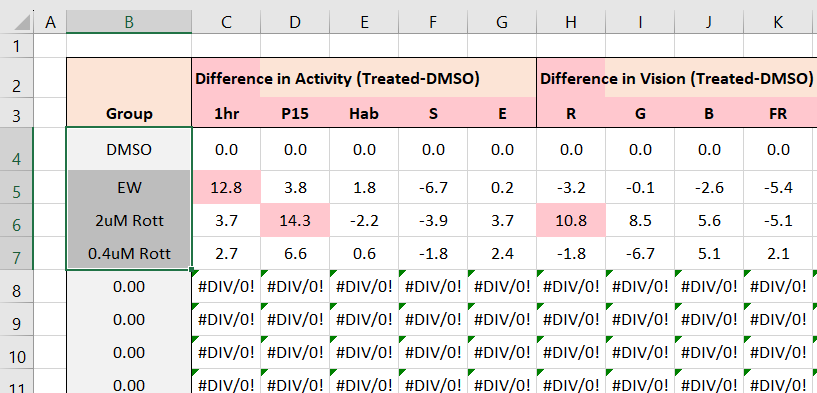 A B C D E F G H I J K
1
2 Difference in Activity (Treated-DMSO) Difference in Vision (Treated-DMSO)
3 Group 1hr P15 Hab S E R G B FR
4 DMSO 0.0 0.0 0.0 0.0 0.0 0.0 0.0 0.0 0.0
5 EW 12.8 3.8 1.8 -6.7 0.2 -3.2 -0.1 -2.6 -5.4
6 2uM Rott 3.7 14.3 -2.2 -3.9 3.7 10.8 8.5 5.6 -5.1
7 0.4uM Rott 2.7 6.6 0.6 -1.8 2.4 -1.8 -6.7 5.1 2.1
8 0.00 #DIV/0! #DIV/0! #DIV/0! #DIV/0! #DIV/0! #DIV/0! #DIV/0! #DIV/0! #DIV/0!
9 0.00 #DIV/0! #DIV/0! #DIV/0! #DIV/0! #DIV/0! #DIV/0! #DIV/0! #DIV/0! #DIV/0!
10 0.00 #DIV/0! #DIV/0! #DIV/0! #DIV/0! #DIV/0! #DIV/0! #DIV/0! #DIV/0! #DIV/0!
11 0.00 #DIV/0! #DIV/0! #DIV/0! #DIV/0! #DIV/0! #DIV/0! #DIV/0! #DIV/0! #DIV/0!